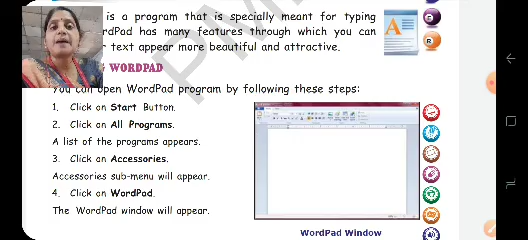 is a program that is specially meant for typing
rdPad has many features through which you can
r text appear more beautiful and attractive.
WORDPAD
You can open WordPad program by following these steps:
1. Click on Start Button.
2. Click on All Programs.
A list of the programs appears.
3. Click on Accessories.
Accessories sub-menu will appear.
4. Click on WordPad.
The WordPad window will appear.
WordPad Window